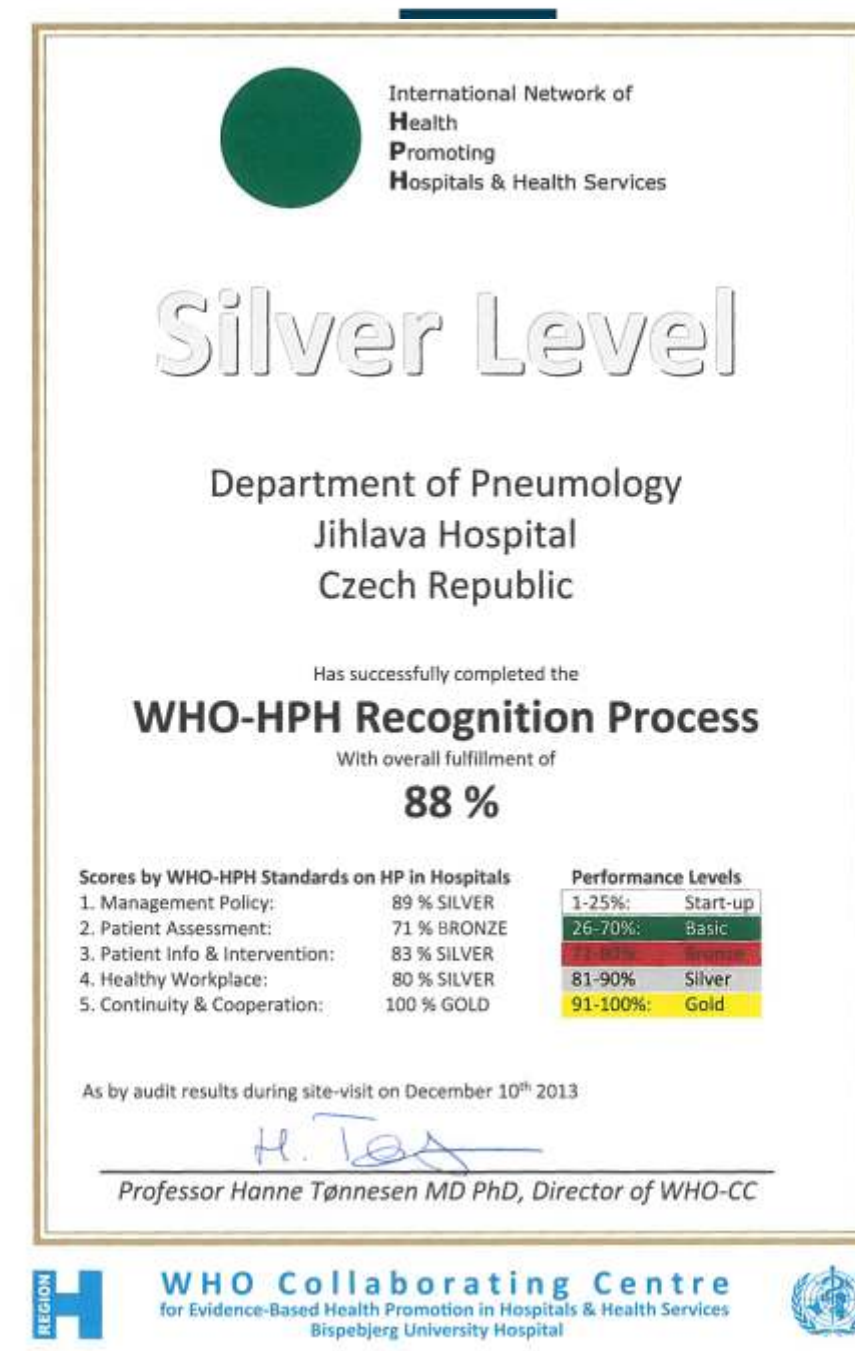 International Network of
Health
Promoting
Hospitals & Health Services
Silver Level
Department of Pneumology
Jihlava Hospital
Czech Republic
Has successfully completed the
WHO-HPH Recognition Process
With overall fulfillment of
88 %
Scores by WHO-HPH Standards on HP in Hospitals
1. Management Policy: 89 % SILVER
2. Patient Assessment: 71 % BRONZE
3. Patient Info & Intervention: 83 % SILVER
4. Healthy Workplace: 80 % SILVER
5. Continuity & Cooperation: 100 % GOLD
Performance Levels
1-25%: Start-up
26-70%: Basic
Bronze
81-90% Silver
91-100%: Gold
As by audit results during site-visit on December 10th 2013
Professor Hanne Tønnesen MD PhD, Director of WHO-CC
REGION H
WHO Collaborating Centre
for Evidence-Based Health Promotion in Hospitals & Health Services
Bispebjerg University Hospital